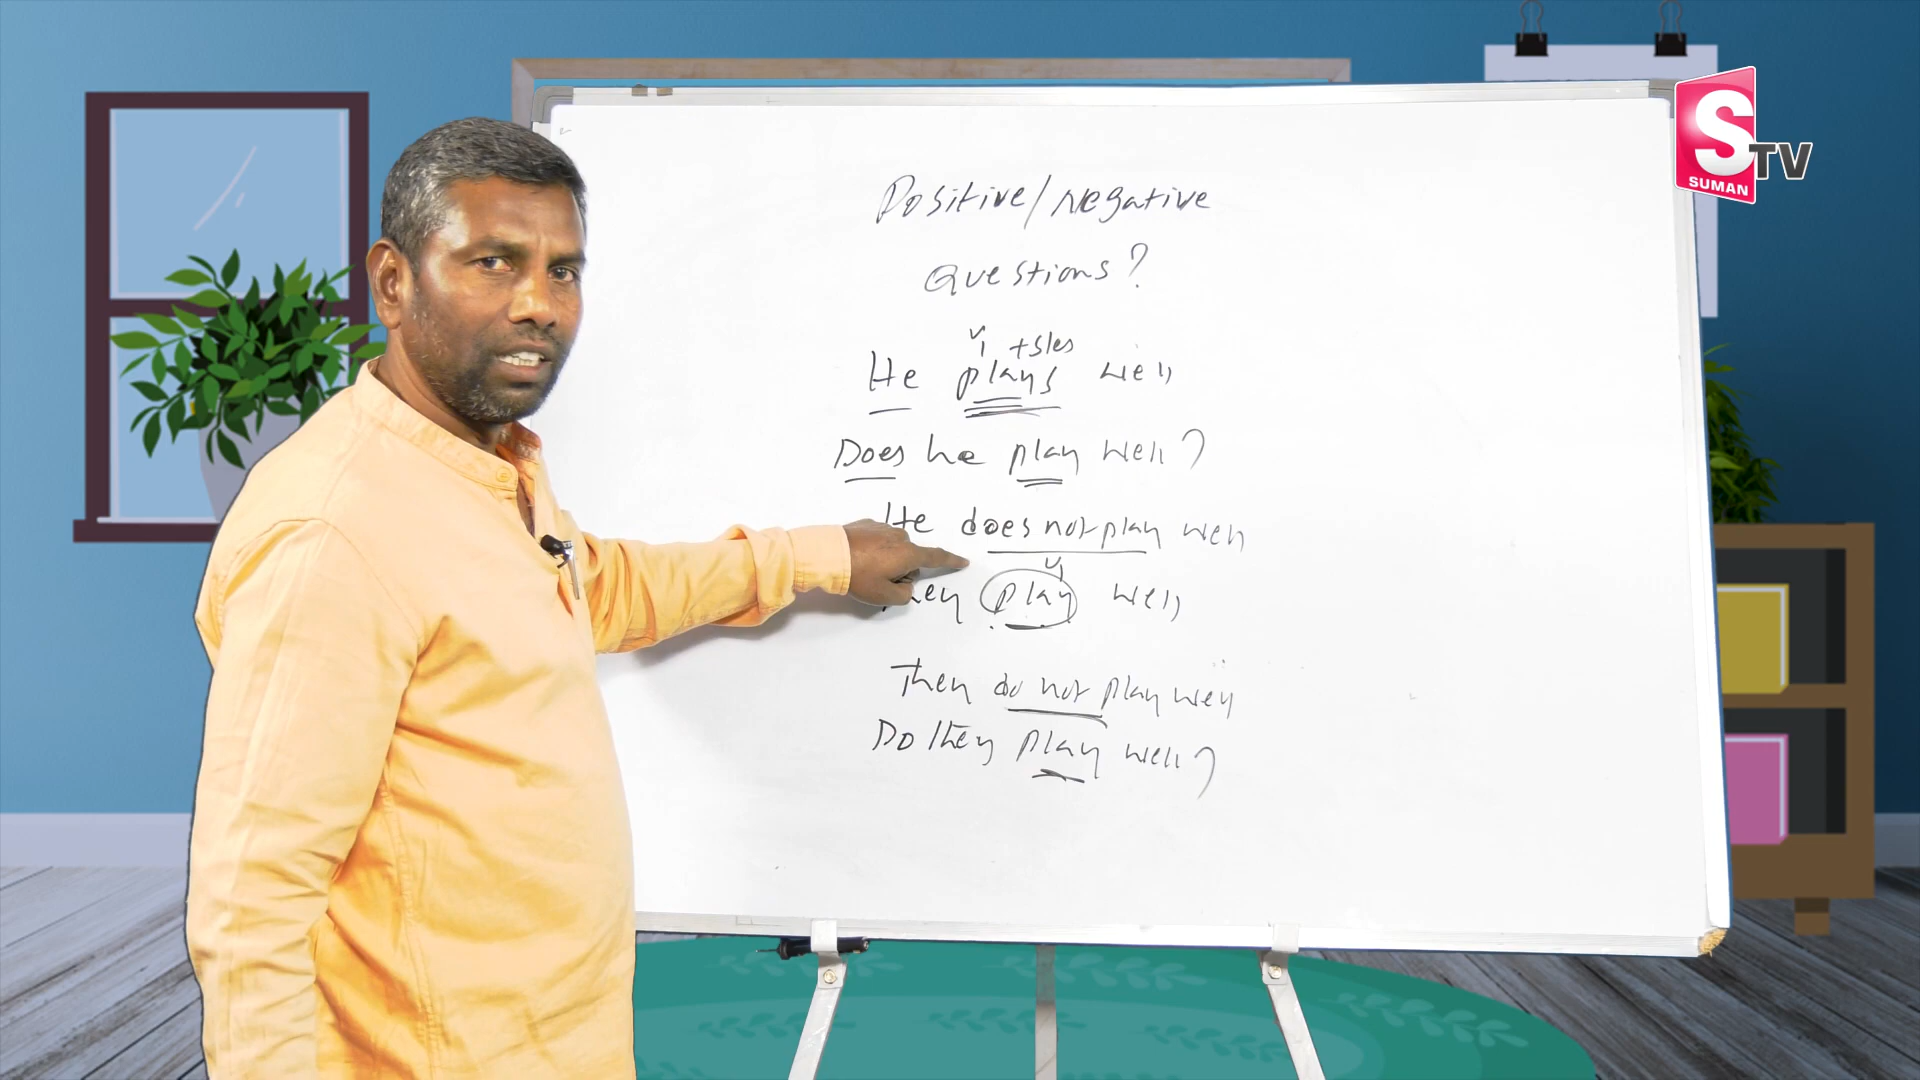 Positive/Negative
Questions?
V1 +s/es
He plays well
Does he play well?
He does not play well
V1
hey play well
They do not play well
Do they play well?
S TV
SUMAN